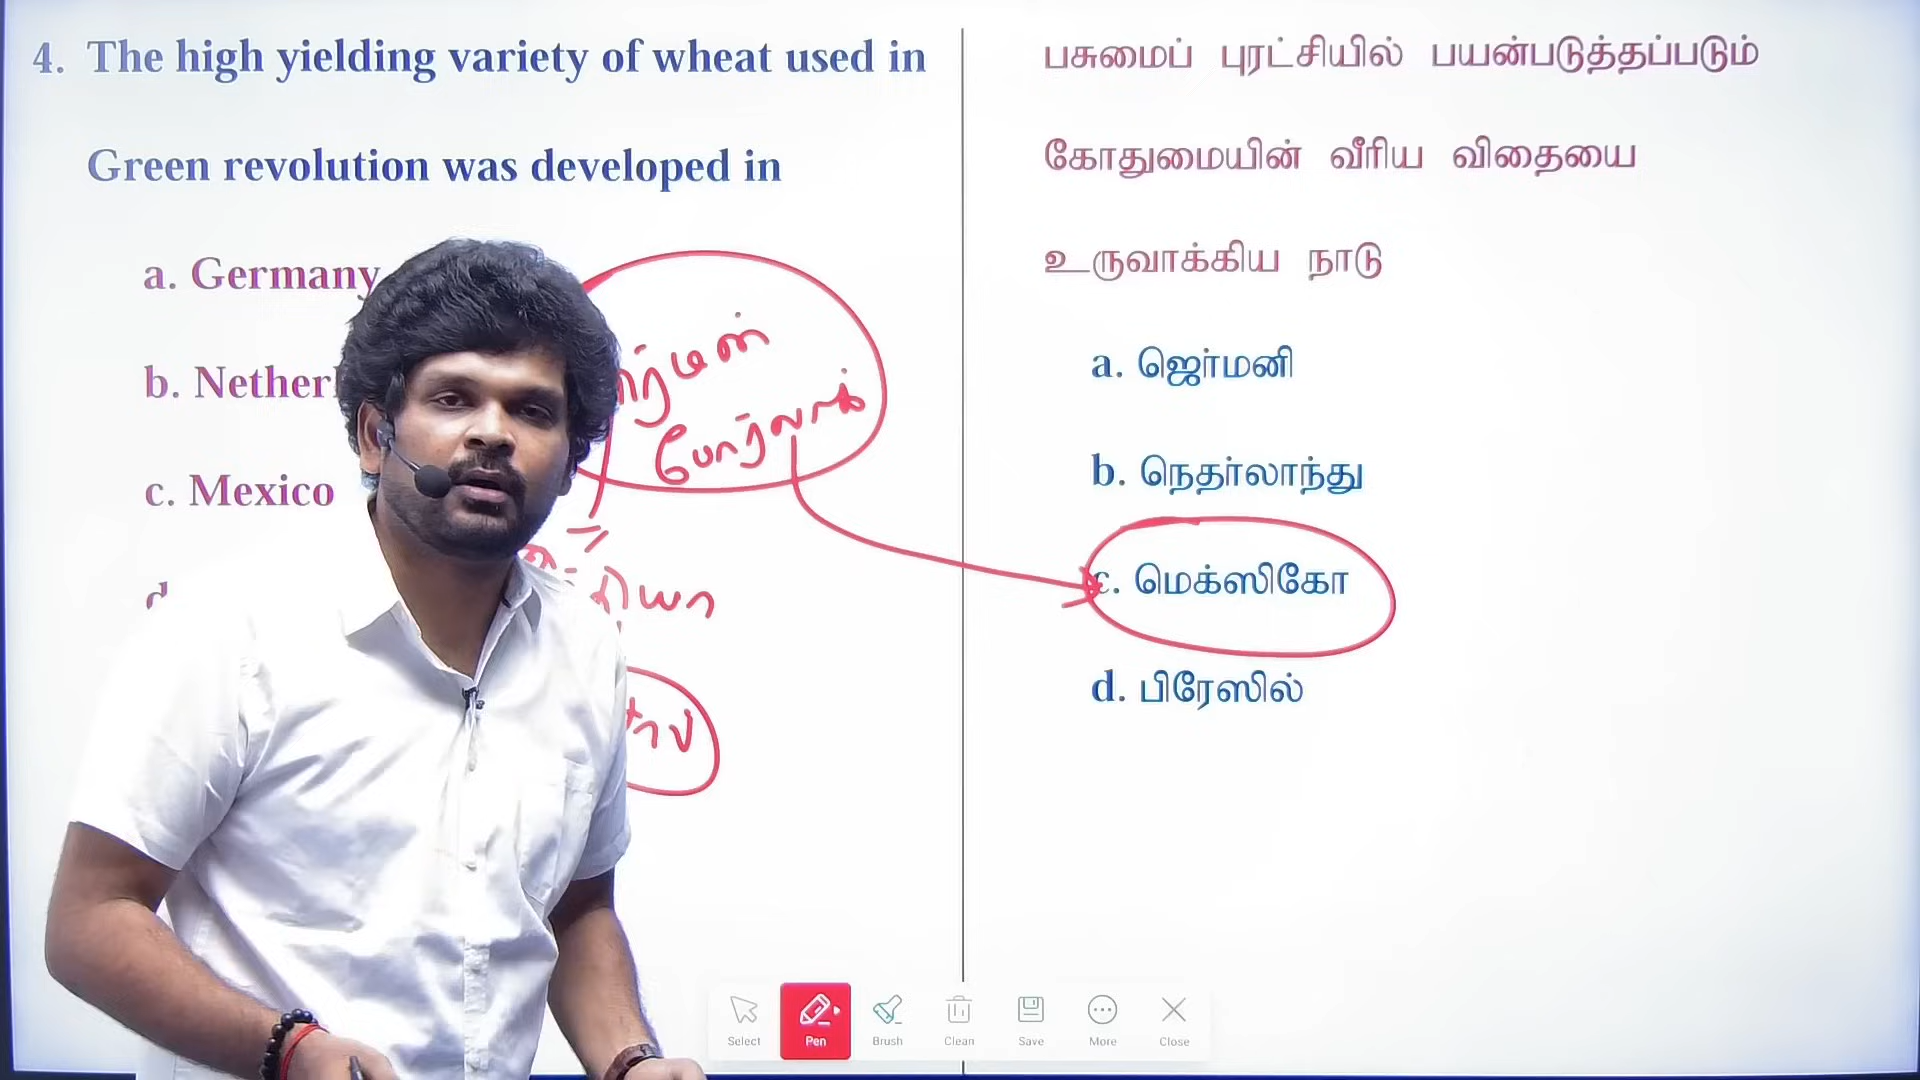 4. The high yielding variety of wheat used in
Green revolution was developed in
a. Germany
b.
c. Mexico
பசுமைப் புரட்சியில் பயன்படுத்தப்படும்
கோதுமையின் வீரிய விதையை
உருவாக்கிய நாடு
a. ஜெர்மனி
b. நெதர்லாந்து
c. மெக்ஸிகோ
d. பிரேஸில்
போர்லாக்
Select Pen Brush Clean Save More Close